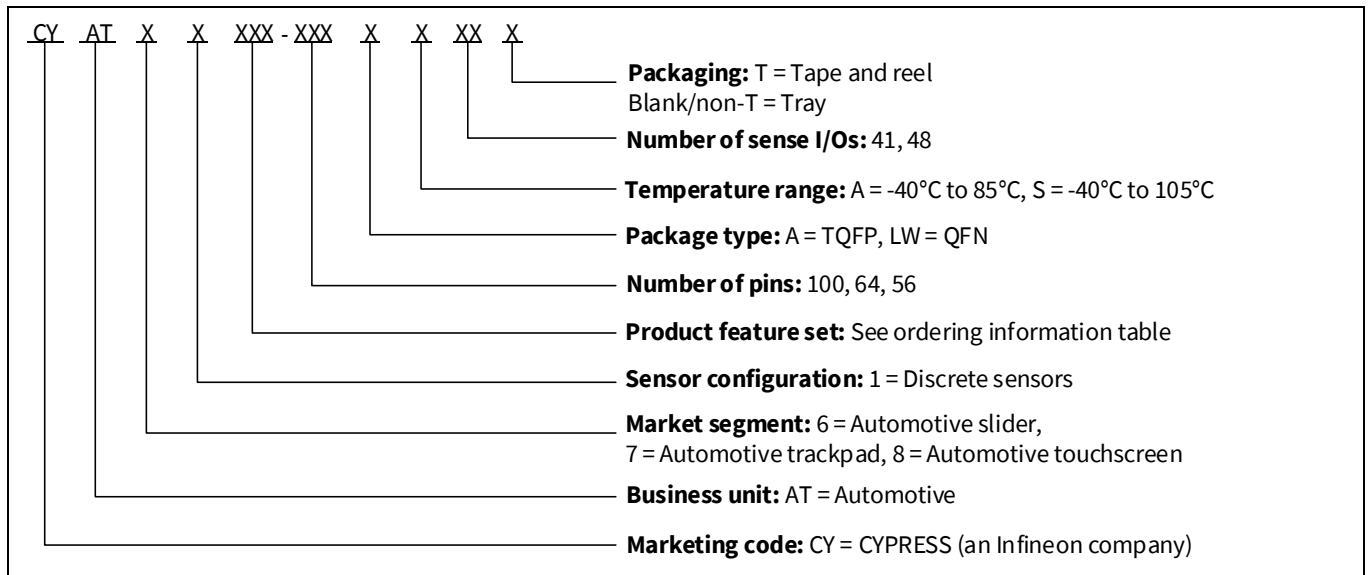 CY AT X X XXX - XXX X X XX X
Packaging: T = Tape and reel
Blank/non-T = Tray
Number of sense I/Os: 41, 48
Temperature range: A = -40°C to 85°C, S = -40°C to 105°C
Package type: A = TQFP, LW = QFN
Number of pins: 100, 64, 56
Product feature set: See ordering information table
Sensor configuration: 1 = Discrete sensors
Market segment: 6 = Automotive slider,
7 = Automotive trackpad, 8 = Automotive touchscreen
Business unit: AT = Automotive
Marketing code: CY = CYPRESS (an Infineon company)